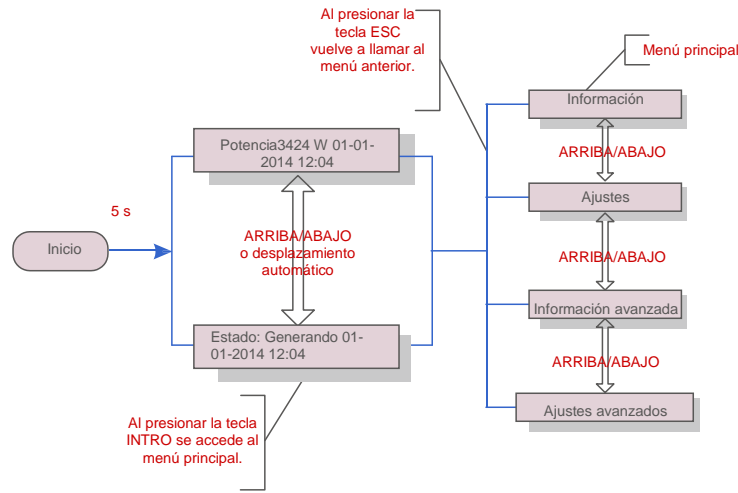 Al presionar la
tecla ESC
vuelve a llamar al
menú anterior.
Menú principal
Información
Potencia3424 W 01-01-
2014 12:04
ARRIBA/ABAJO
Ajustes
5 s
Inicio
ARRIBA/ABAJO
o desplazamiento
automático
ARRIBA/ABAJO
Información avanzada
Estado: Generando 01-
01-2014 12:04
ARRIBA/ABAJO
Al presionar la tecla
INTRO se accede al
menú principal.
Ajustes avanzados